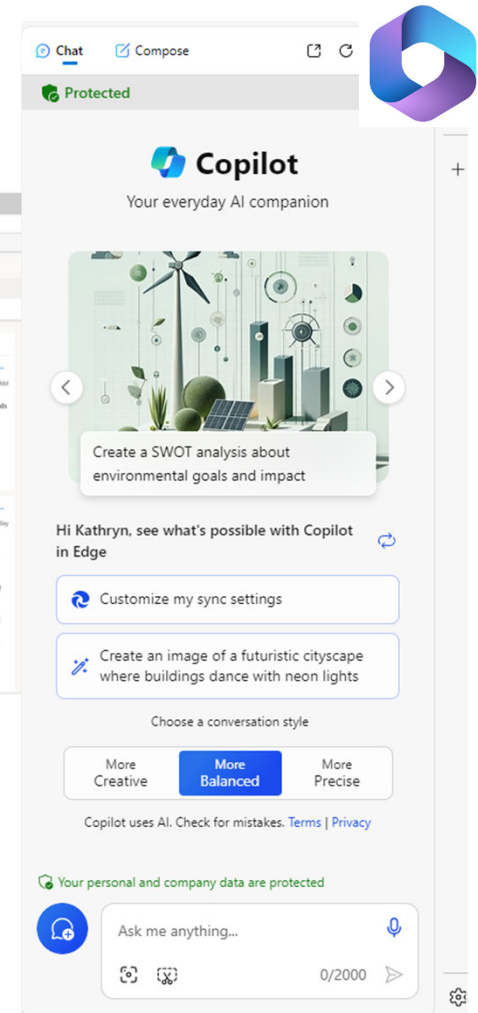 Chat
Compose
Protected
Copilot
Your everyday AI companion
Create a SWOT analysis about
environmental goals and impact
Hi Kathryn, see what's possible with Copilot
in Edge
Customize my sync settings
Create an image of a futuristic cityscape
where buildings dance with neon lights
Choose a conversation style
More
Creative
More
Balanced
More
Precise
Copilot uses AI. Check for mistakes. Terms | Privacy
Your personal and company data are protected
Ask me anything...
0/2000